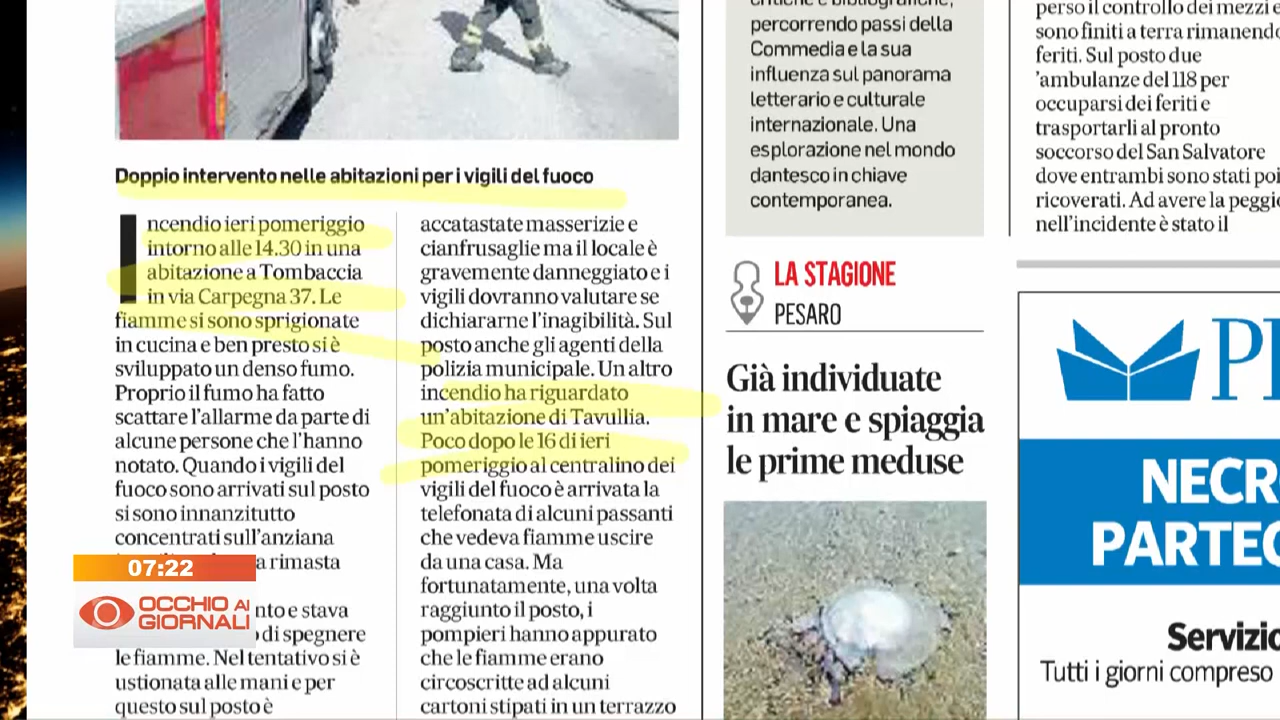 Doppio intervento nelle abitazioni per i vigili del fuoco
Incendio ieri pomeriggio
intorno alle 14.30 in una
abitazione a Tombaccia
in via Carpegna 37. Le
fiamme si sono sprigionate
in cucina e ben presto si è
sviluppato un denso fumo.
Proprio il fumo ha fatto
scattare l'allarme da parte di
alcune persone che l'hanno
notato. Quando i vigili del
fuoco sono arrivati sul posto
si sono innanzitutto
concentrati sull'anziana
a rimasta
nto e stava
o di spegnere
le fiamme. Nel tentativo si è
ustionata alle mani e per
questo sul posto è
accatastate masserizie e
cianfrusaglie ma il locale è
gravemente danneggiato e i
vigili dovranno valutare se
dichiararne l'inagibilità. Sul
posto anche gli agenti della
polizia municipale. Un altro
incendio ha riguardato
un'abitazione di Tavullia.
Poco dopo le 16 di ieri
pomeriggio al centralino dei
vigili del fuoco è arrivata la
telefonata di alcuni passanti
che vedeva fiamme uscire
da una casa. Ma
fortunatamente, una volta
raggiunto il posto, i
pompieri hanno appurato
che le fiamme erano
circoscritte ad alcuni
cartoni stipati in un terrazzo
critiche e bibliografiche,
percorrendo passi della
Commedia e la sua
influenza sul panorama
letterario e culturale
internazionale. Una
esplorazione nel mondo
dantesco in chiave
contemporanea.
LA STAGIONE
PESARO
Già individuate
in mare e spiaggia
le prime meduse
perso il controllo dei mezzi e
sono finiti a terra rimanendo
feriti. Sul posto due
'ambulanze del 118 per
occuparsi dei feriti e
trasportarli al pronto
soccorso del San Salvatore
dove entrambi sono stati poi
ricoverati. Ad avere la peggio
nell'incidente è stato il
NECR
PARTEC
Servizio
Tutti i giorni compreso
07:22
OCCHIO AI
GIORNALI